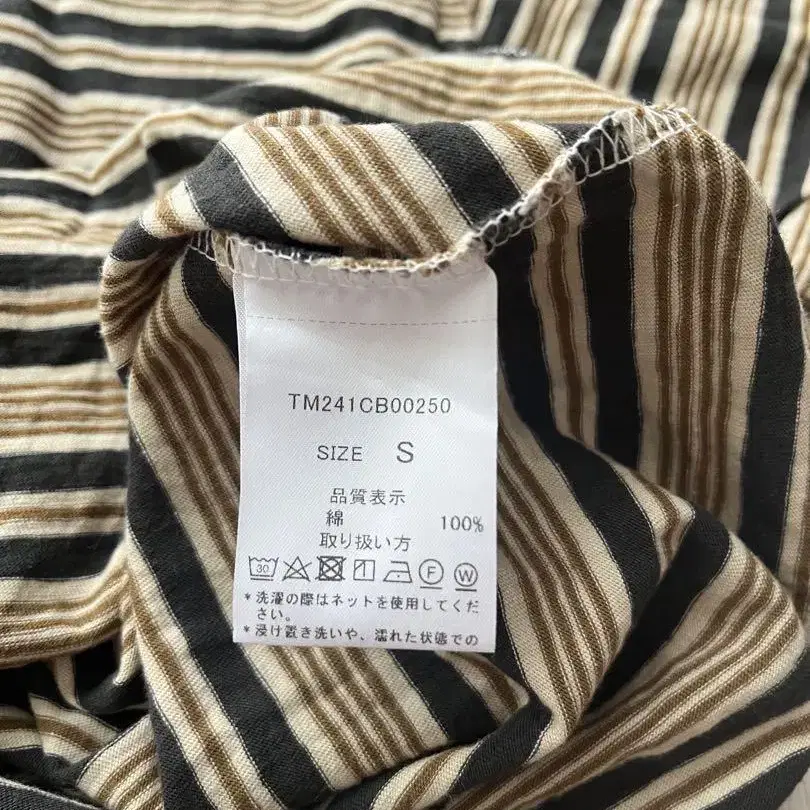 TM241CB00250
SIZE S
品質表示
綿 100%
取り扱い方
30 F W
*洗濯の際はネットを使用してくだ
さい。
*浸け置き洗いや、濡れた状態での